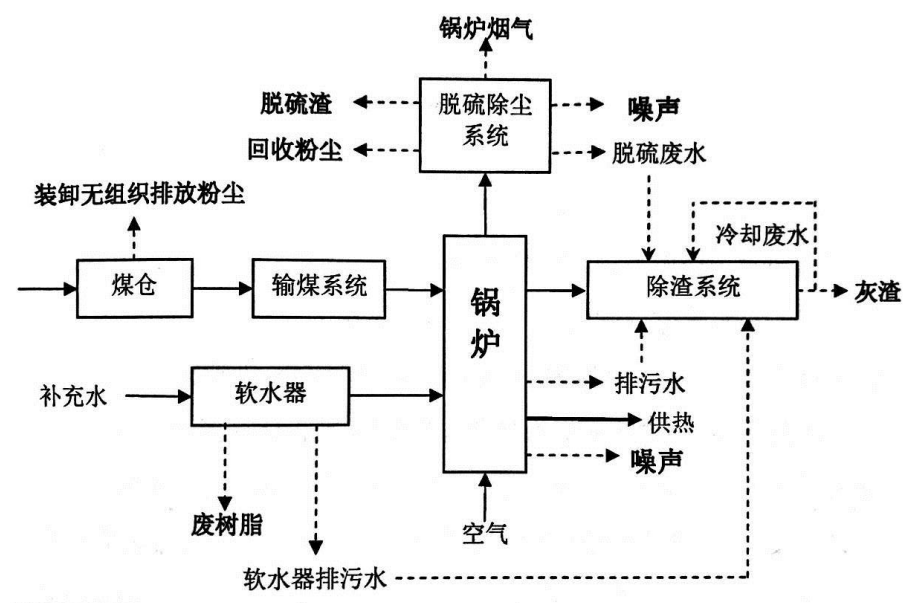 锅炉烟气
脱硫渣
脱硫除尘
系统
噪声
回收粉尘
脱硫废水
装卸无组织排放粉尘
冷却废水
煤仓
输煤系统
锅
炉
除渣系统
灰渣
补充水
软水器
排污水
供热
噪声
废树脂
空气
软水器排污水